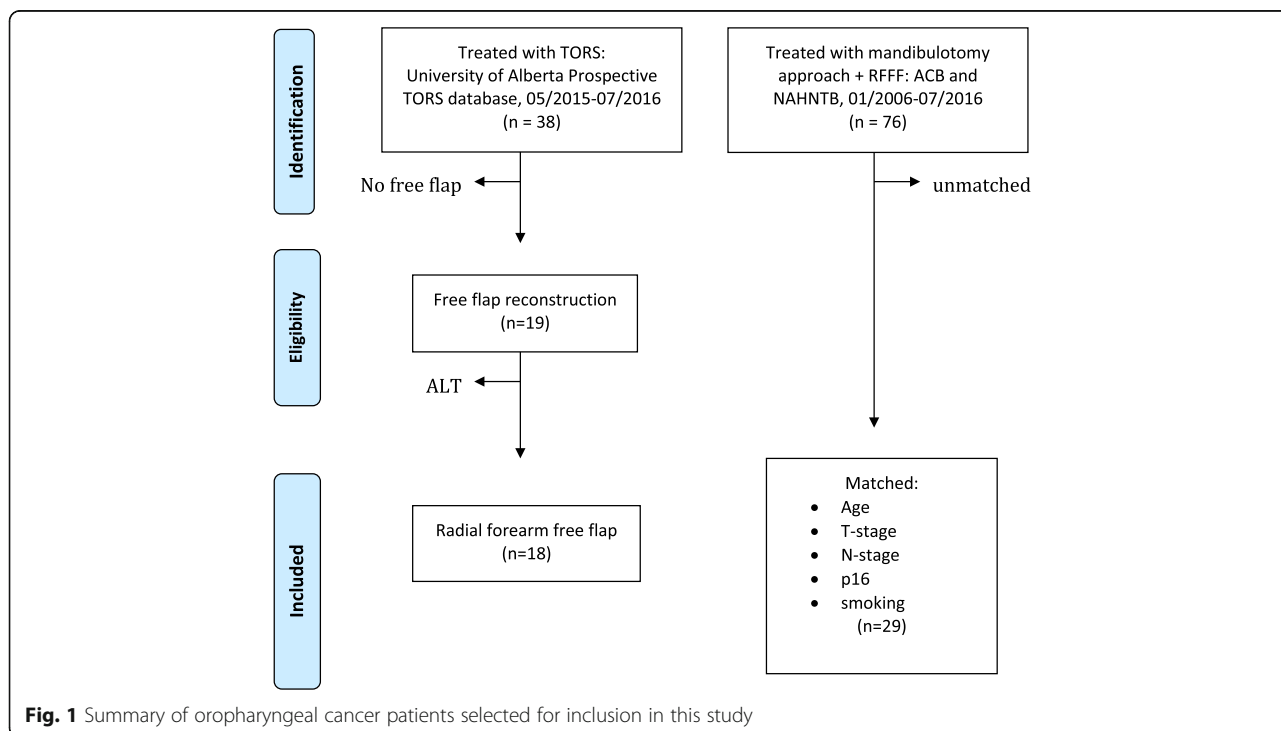 Identification
Treated with TORS:
University of Alberta Prospective
TORS database, 05/2015-07/2016
(n = 38)
Treated with mandibulotomy
approach + RFFF: ACB and
NAHNTB, 01/2006-07/2016
(n = 76)
No free flap
unmatched
Eligibility
Free flap reconstruction
(n=19)
ALT
Included
Radial forearm free flap
(n=18)
Matched:
• Age
• T-stage
• N-stage
• p16
• smoking
(n=29)
Fig. 1 Summary of oropharyngeal cancer patients selected for inclusion in this study